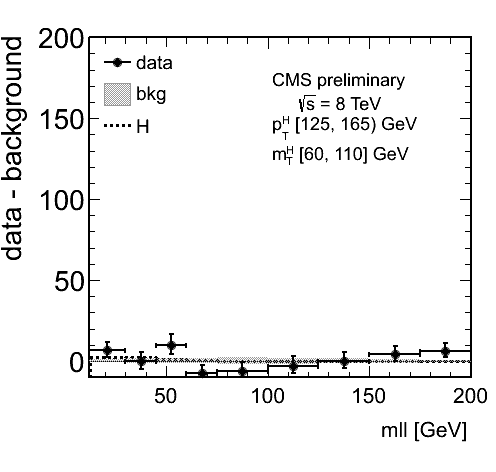 200
150
100
50
0
data - background
data
bkg
H
CMS preliminary
√s = 8 TeV
p_T^H [125, 165) GeV
m_T^H [60, 110] GeV
50
100
150
200
mll [GeV]